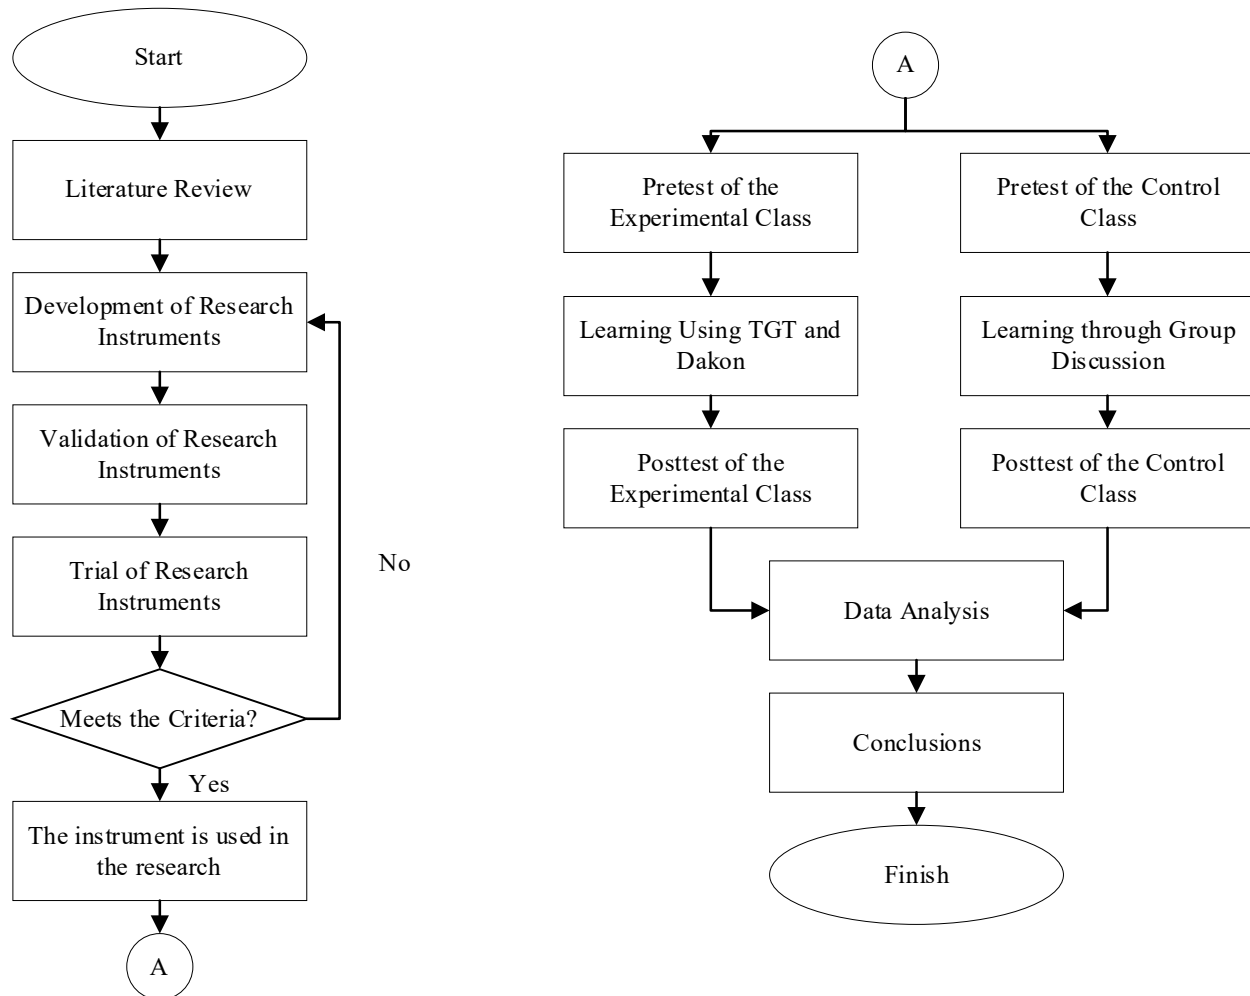 Start
Literature Review
Development of Research
Instruments
Validation of Research
Instruments
Trial of Research
Instruments
No
Meets the Criteria?
Yes
The instrument is used in
the research
A
A
Pretest of the
Experimental Class
Pretest of the Control
Class
Learning Using TGT and
Dakon
Learning through Group
Discussion
Posttest of the
Experimental Class
Posttest of the Control
Class
Data Analysis
Conclusions
Finish